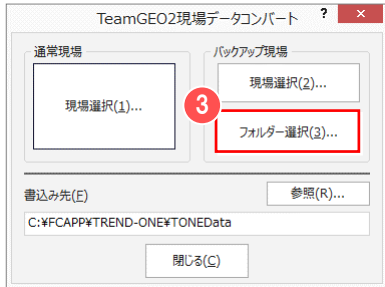 TeamGEO2現場データコンバート ? ×
通常現場
現場選択(1)...
バックアップ現場
現場選択(2)...
3
フォルダー選択(3)...
書込み先(F)
参照(R)...
C:¥FCAPP¥TREND-ONE¥TONEData
閉じる(C)